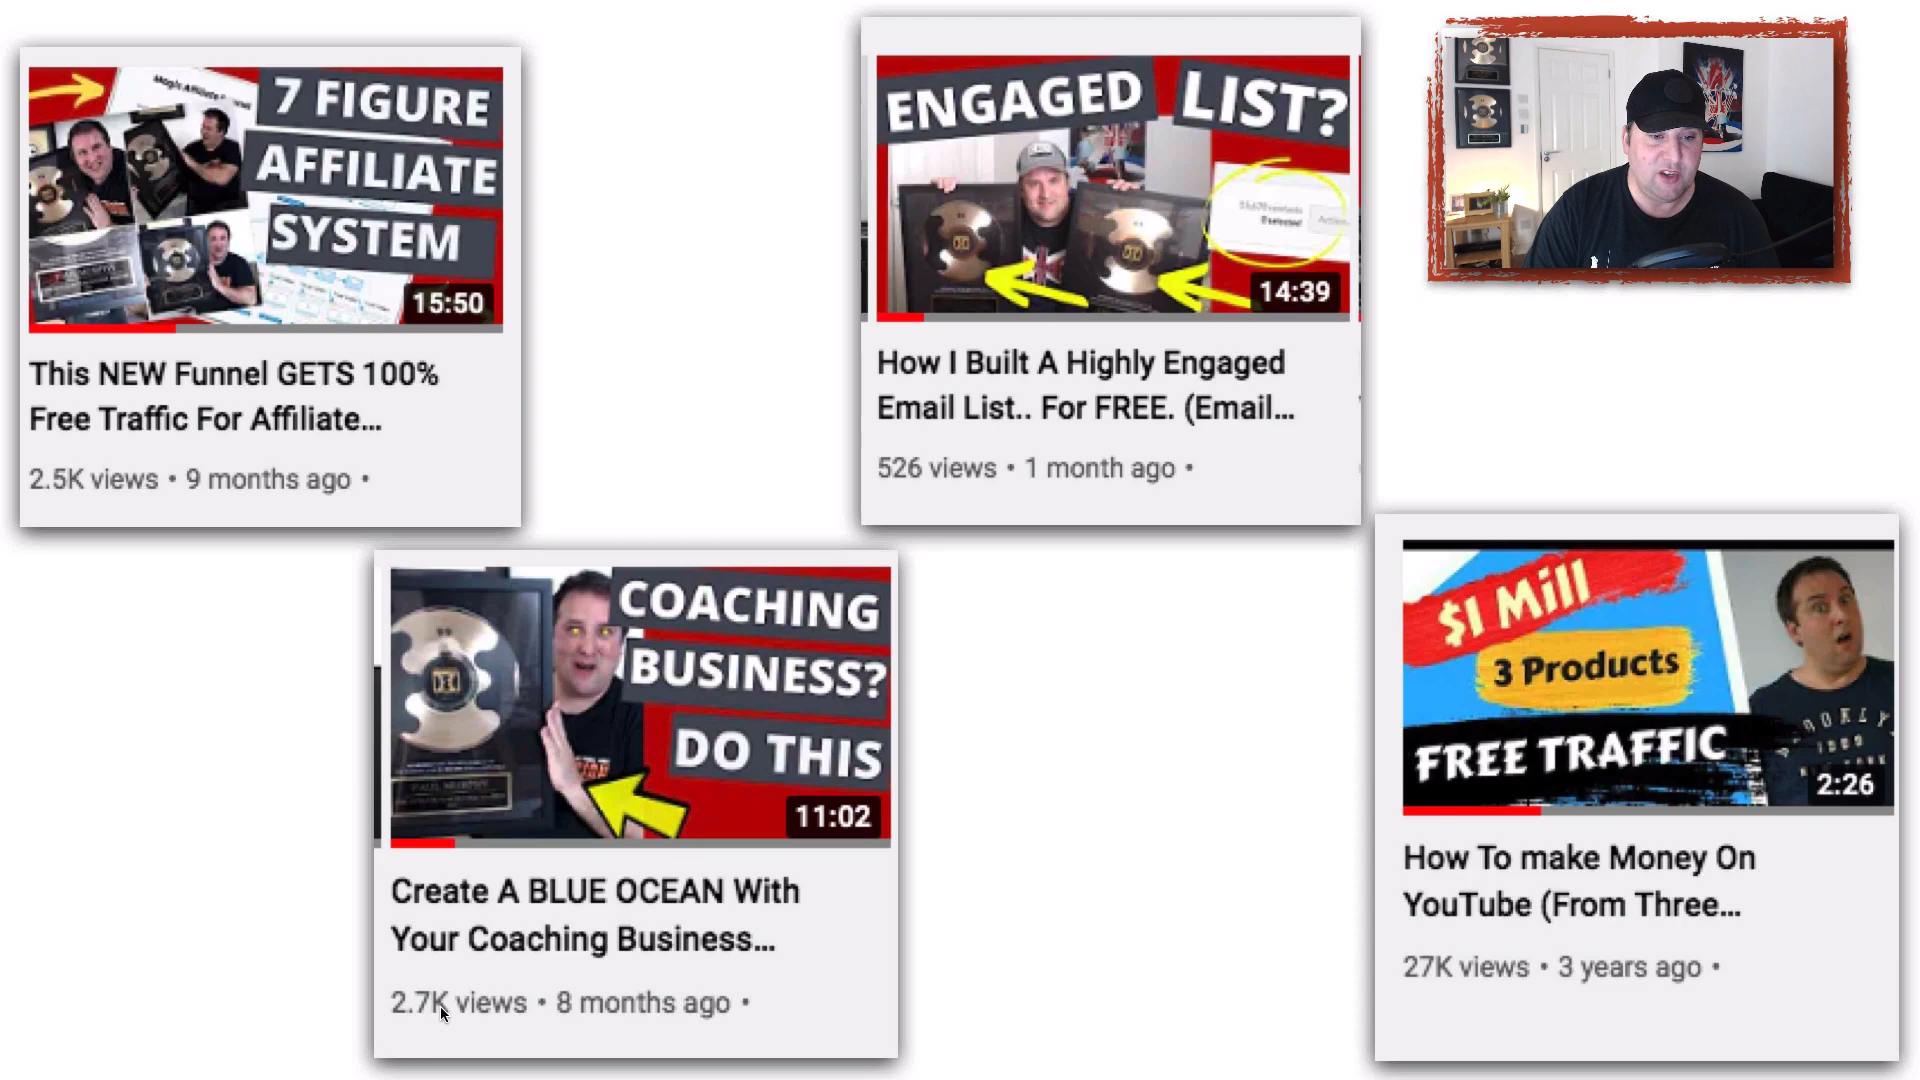 7 FIGURE
AFFILIATE
SYSTEM
15:50
This NEW Funnel GETS 100%
Free Traffic For Affiliate...
2.5K views • 9 months ago •
ENGAGED LIST?
0 selected
14:39
How I Built A Highly Engaged
Email List.. For FREE. (Email...
526 views • 1 month ago •
COACHING
BUSINESS?
DO THIS
PAUL MURPHY
11:02
Create A BLUE OCEAN With
Your Coaching Business...
2.7K views • 8 months ago •
$1 Mill
3 Products
FREE TRAFFIC
2:26
How To make Money On
YouTube (From Three...
27K views • 3 years ago •